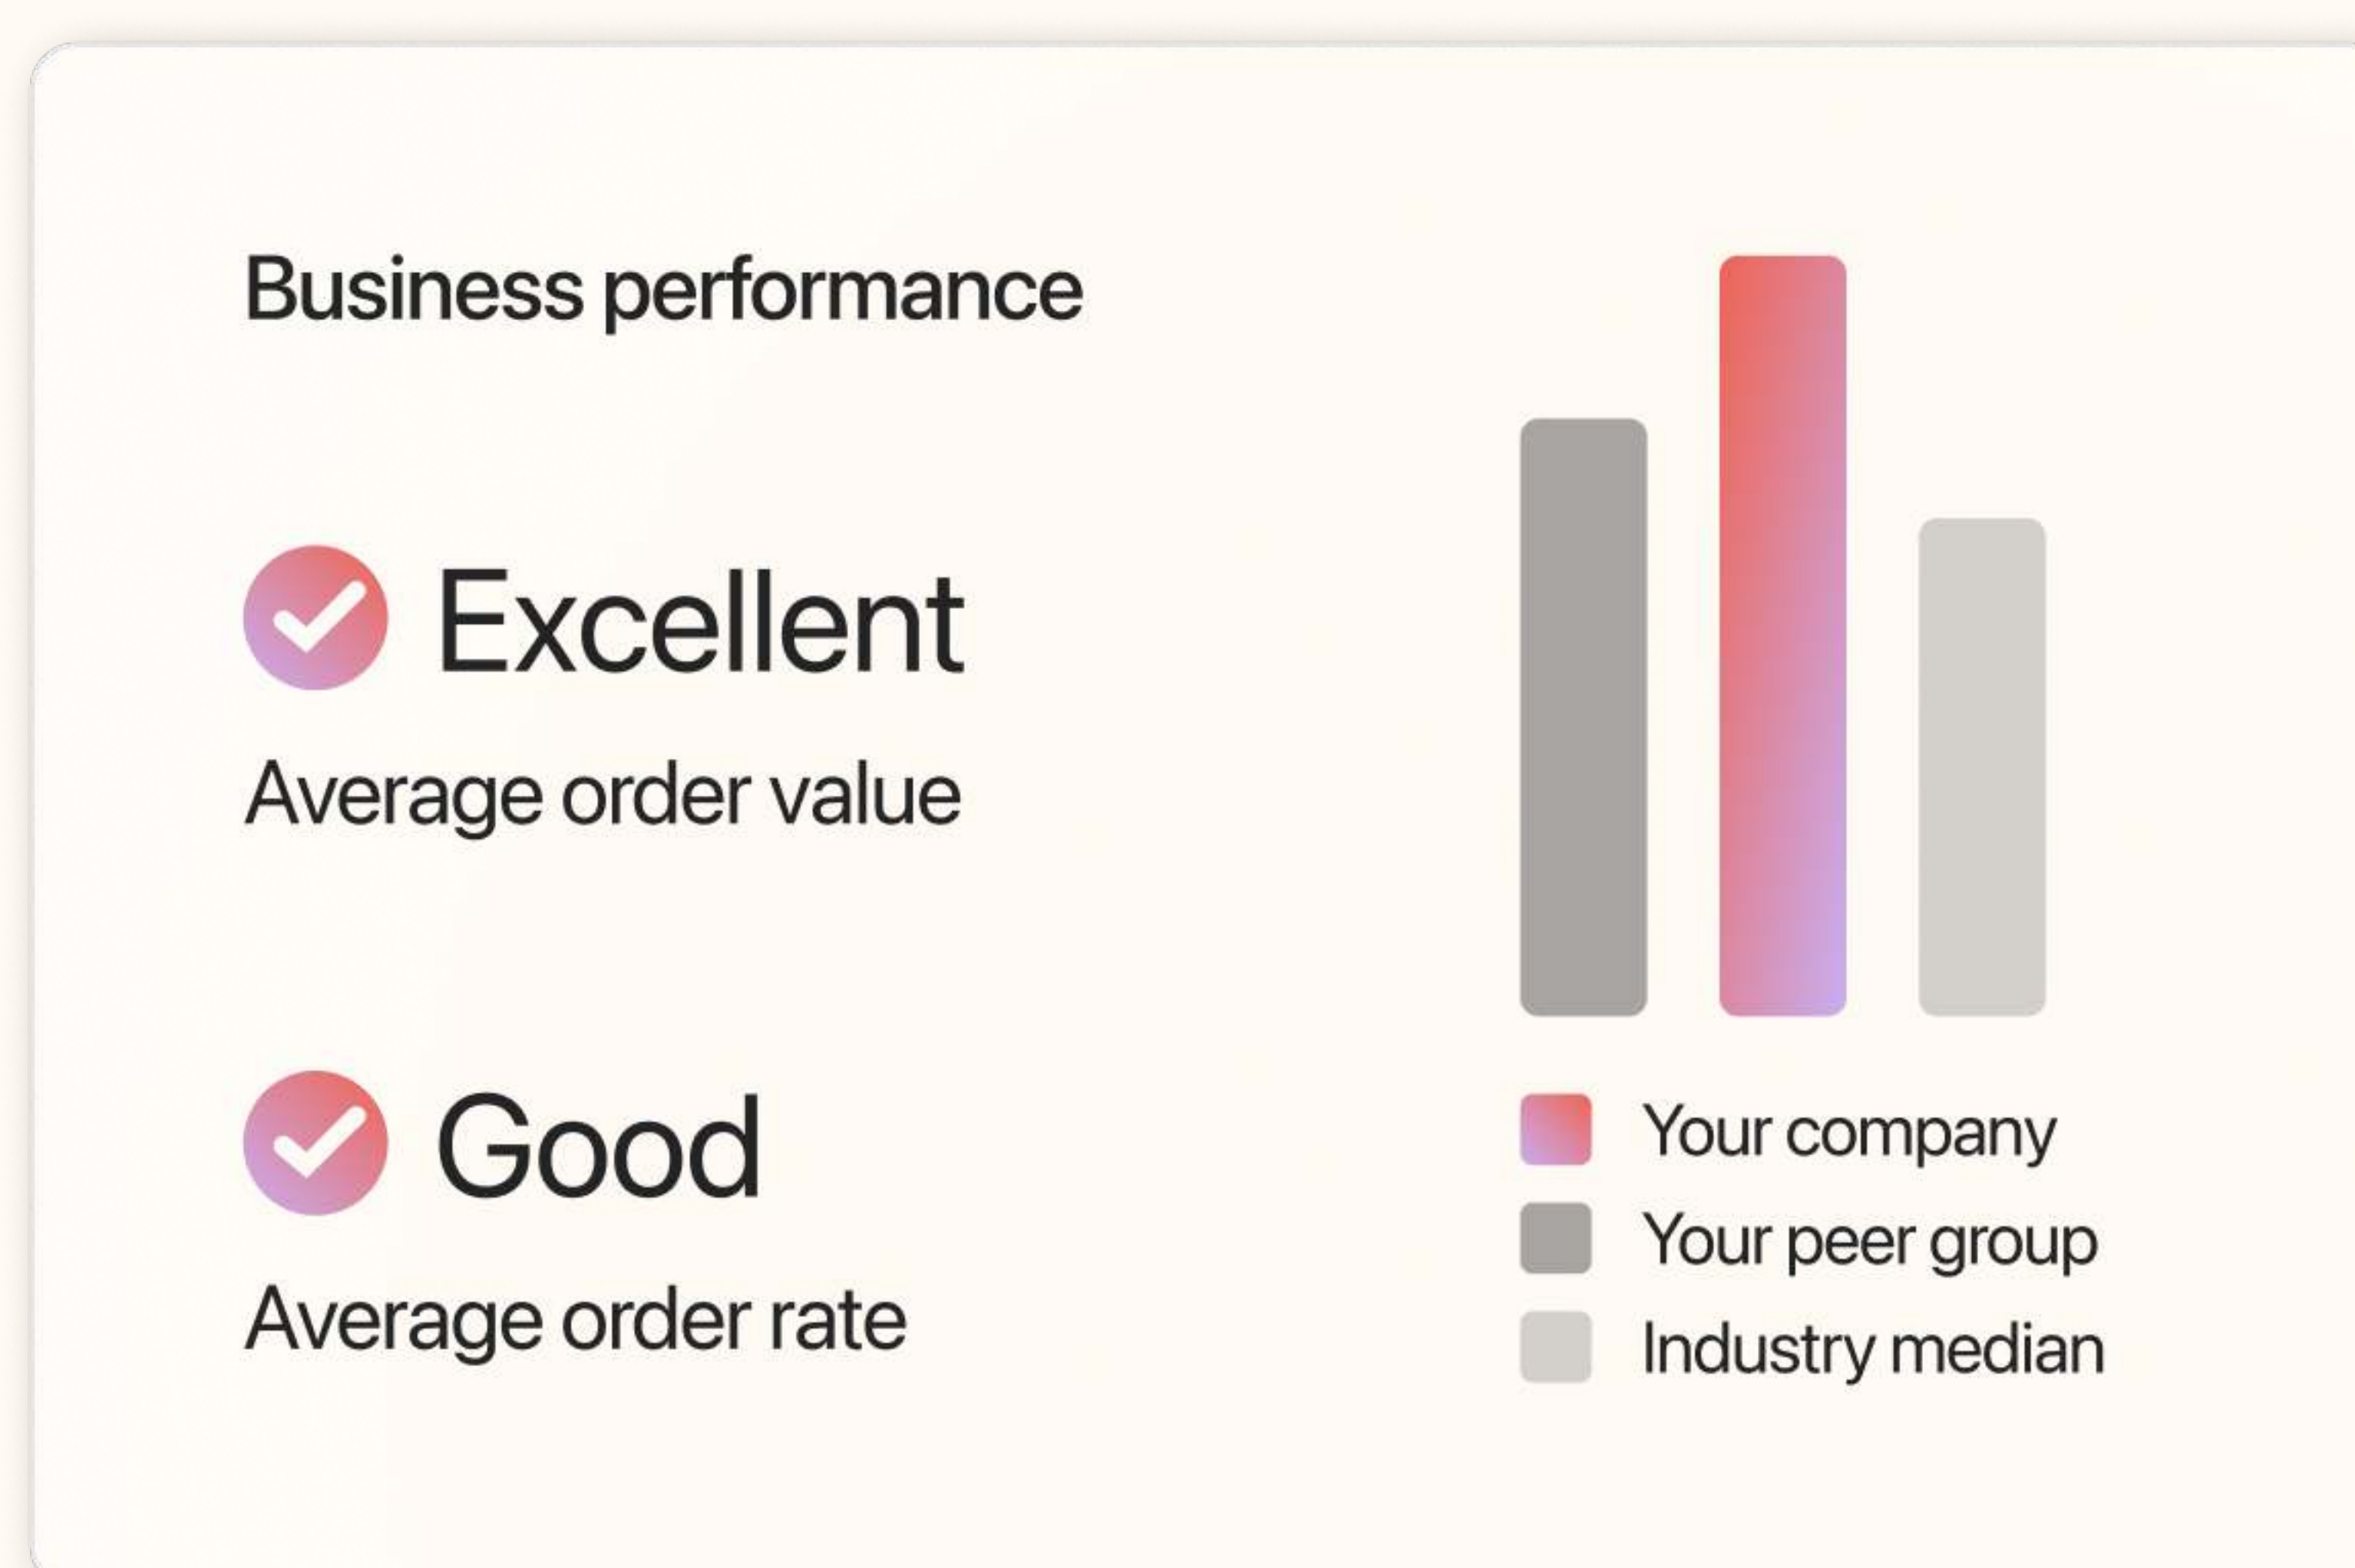 Business performance
Excellent
Average order value
Good
Average order rate
Your company
Your peer group
Industry median